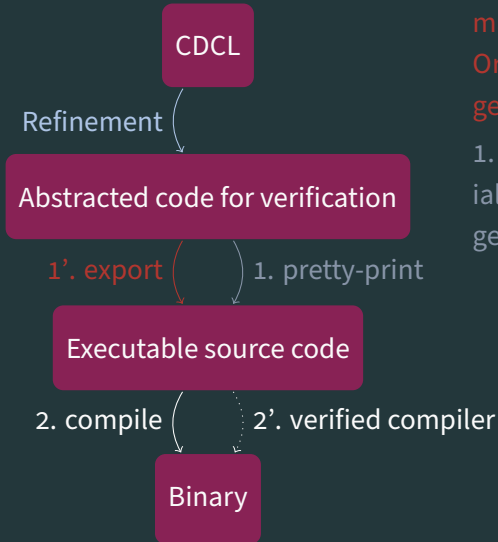 CDCL
Refinement
Abstracted code for verification
1'. export
1. pretty-print
Executable source code
2. compile
2'. verified compiler
Binary
1.